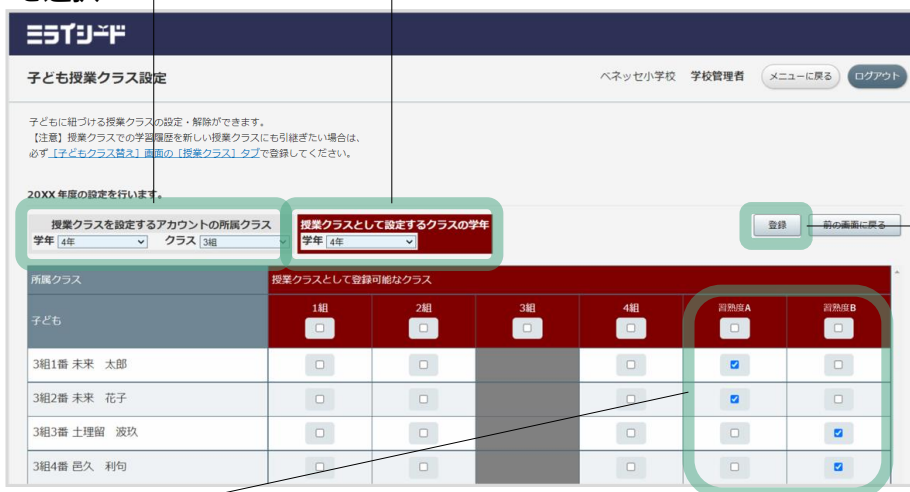 を選択
ミライシード
子ども授業クラス設定
ベネッセ小学校 学校管理者 メニューに戻る ログアウト
子どもに紐づける授業クラスの設定・解除ができます。
【注意】授業クラスでの学習履歴を新しい授業クラスにも引継ぎたい場合は、
必ず [子どもクラス替え] 画面の [授業クラス] タブで登録してください。
20XX 年度の設定を行います。
授業クラスを設定するアカウントの所属クラス 授業クラスとして設定するクラスの学年
学年 4年 クラス 3組 学年 4年 登録 前の画面に戻る
所属クラス 授業クラスとして登録可能なクラス
子ども 1組 2組 3組 4組 習熟度A 習熟度B
3組1番 未来 太郎
3組2番 未来 花子
3組3番 土理留 波玖
3組4番 邑久 利句